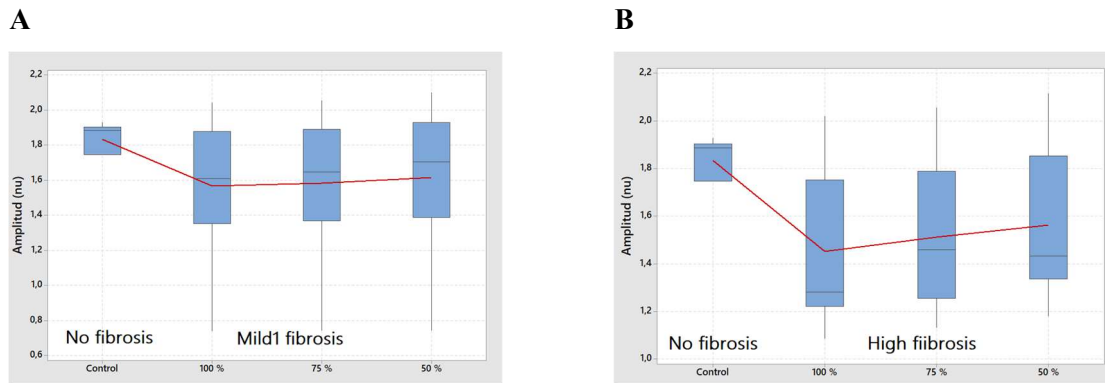 A
Amplitud (nu)
2,2
2,0
1,8
1,6
1,4
1,2
1,0
0,8
0,6
No fibrosis
Mild1 fibrosis
Control
100 %
75 %
50 %
B
Amplitud (nu)
2,2
2,0
1,8
1,6
1,4
1,2
1,0
No fibrosis
High fiibrosis
Control
100 %
75 %
50 %